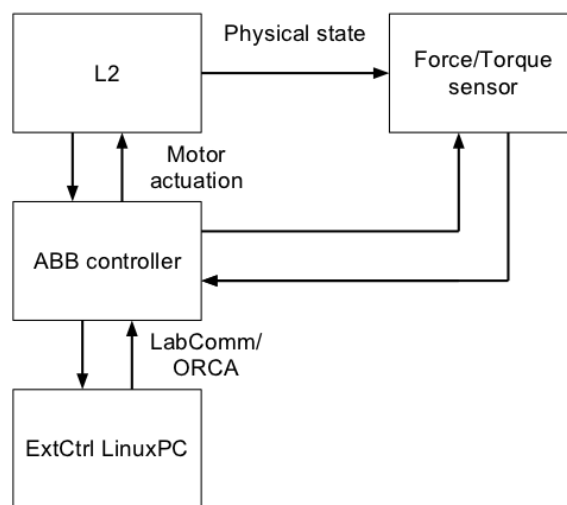 Physical state
L2
Force/Torque
sensor
Motor
actuation
ABB controller
LabComm/
ORCA
ExtCtrl LinuxPC